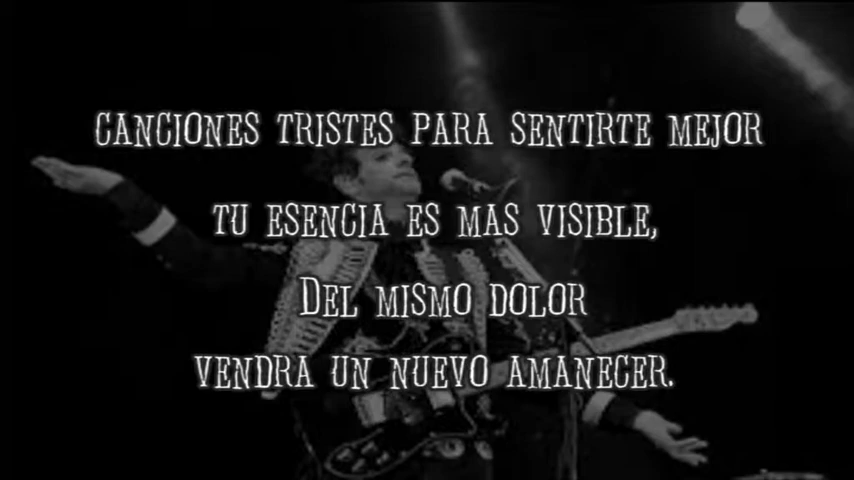 CANCIONES TRISTES PARA SENTIRTE MEJOR
TU ESENCIA ES MAS VISIBLE,
DEL MISMO DOLOR
VENDRA UN NUEVO AMANECER.